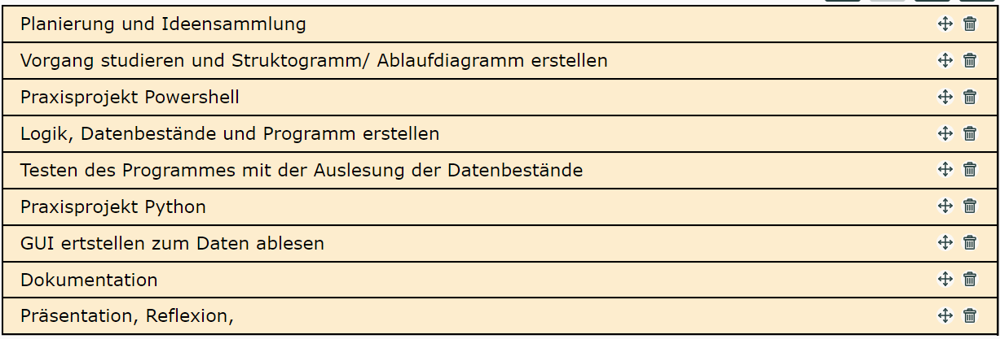 Planierung und Ideensammlung
Vorgang studieren und Struktogramm/ Ablaufdiagramm erstellen
Praxisprojekt Powershell
Logik, Datenbestände und Programm erstellen
Testen des Programmes mit der Auslesung der Datenbestände
Praxisprojekt Python
GUI ertstellen zum Daten ablesen
Dokumentation
Präsentation, Reflexion,